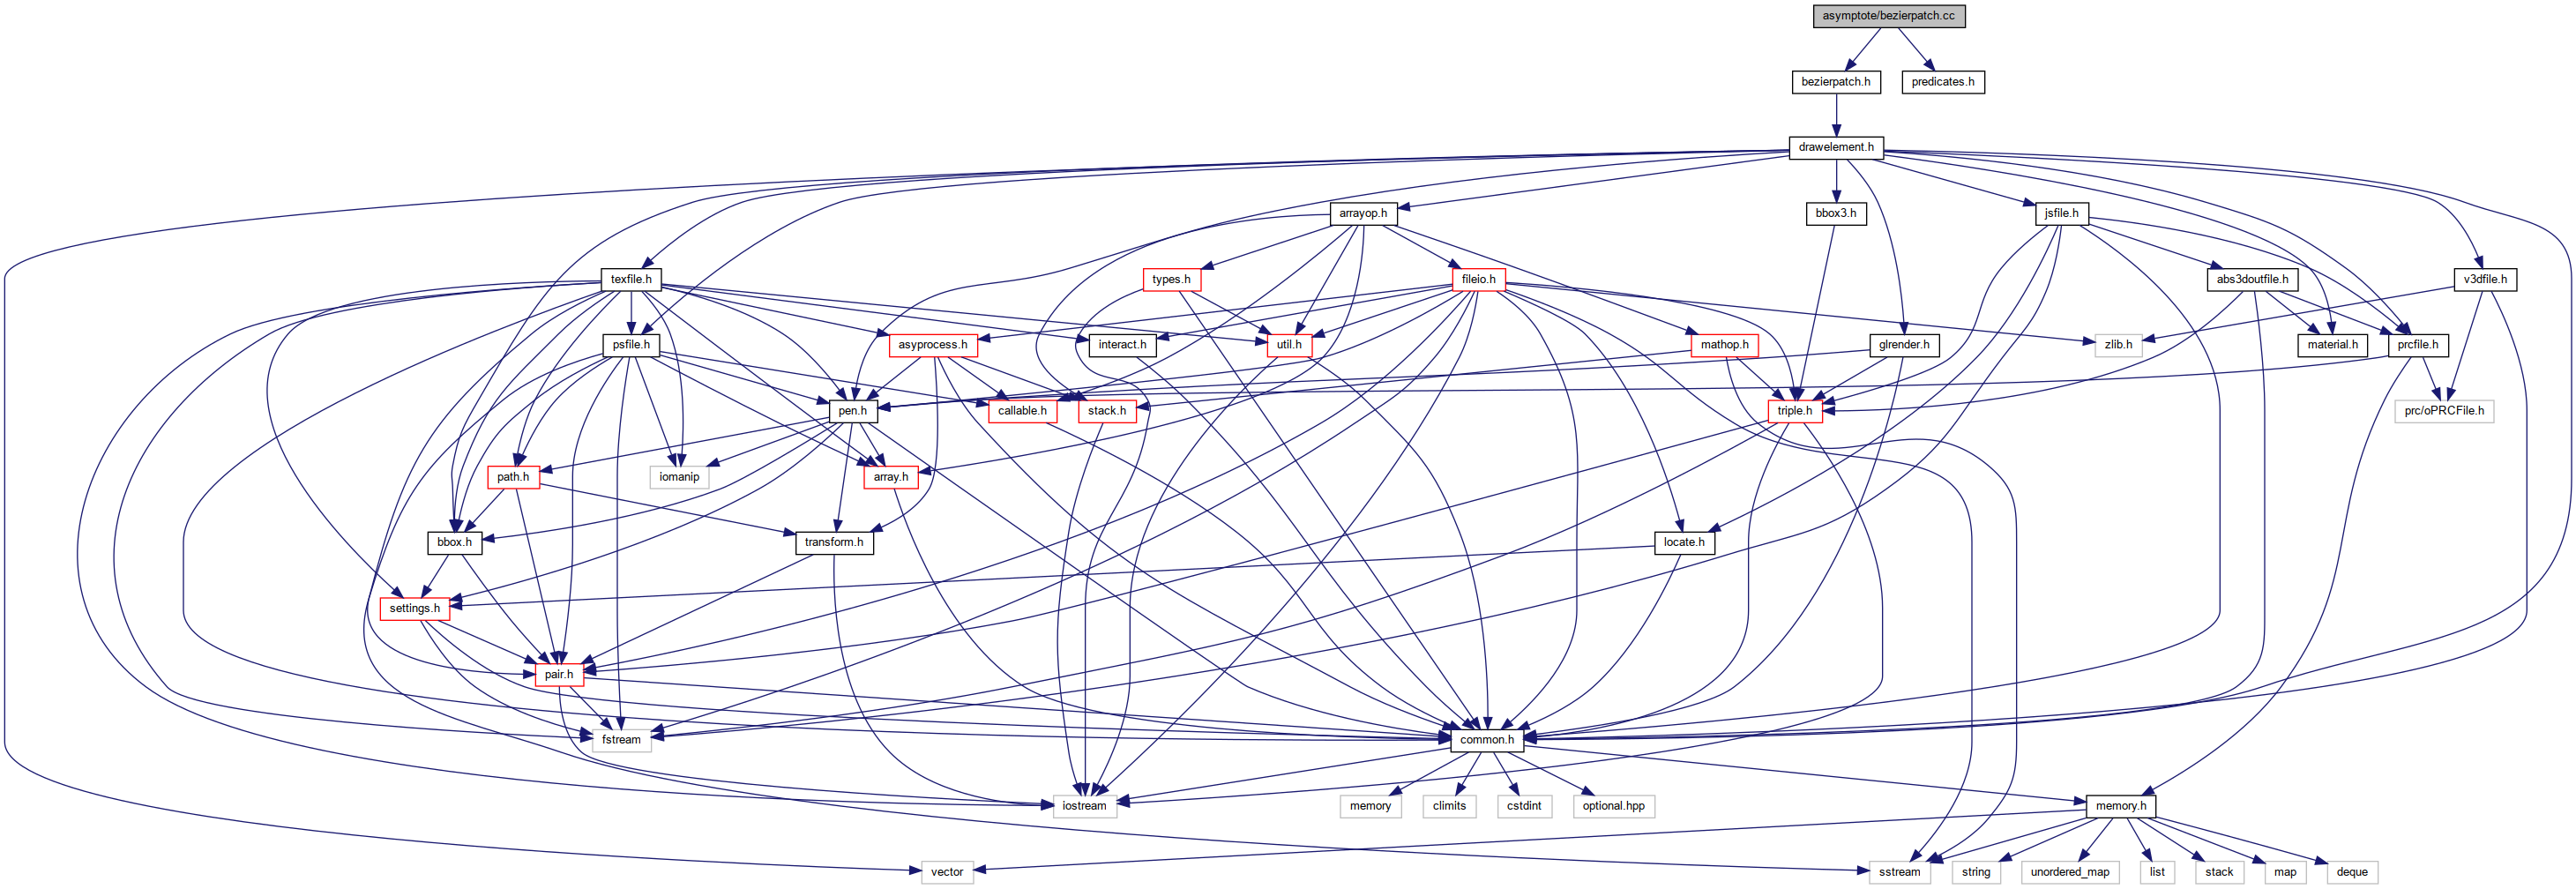 asymptote/bezierpatch.cc
bezierpatch.h
predicates.h
drawelement.h
arrayop.h
bbox3.h
jsfile.h
texfile.h
types.h
fileio.h
abs3doutfile.h
v3dfile.h
psfile.h
asyprocess.h
interact.h
util.h
mathop.h
glrender.h
zlib.h
material.h
prcfile.h
pen.h
callable.h
stack.h
triple.h
prc/oPRCFile.h
path.h
iomanip
array.h
bbox.h
transform.h
locate.h
settings.h
pair.h
fstream
common.h
iostream
memory
climits
cstdint
optional.hpp
memory.h
vector
sstream
string
unordered_map
list
stack
map
deque